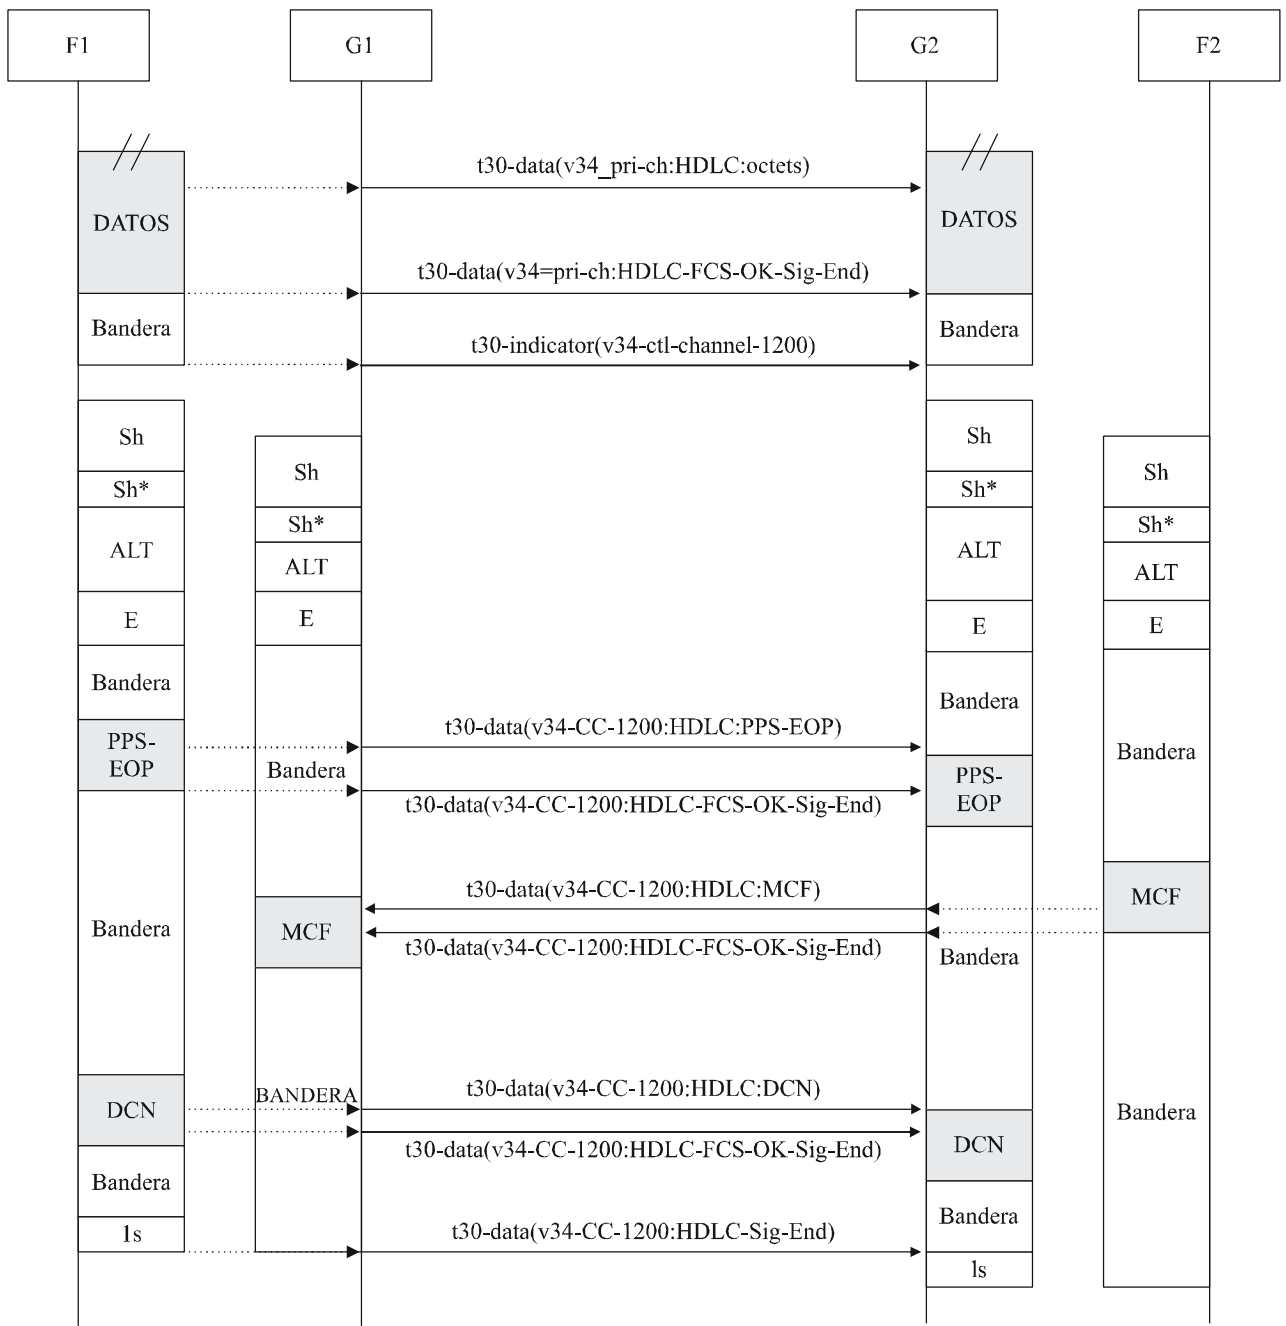 F1
G1
G2
F2
t30-data(v34_pri-ch:HDLC:octets)
DATOS
DATOS
t30-data(v34=pri-ch:HDLC-FCS-OK-Sig-End)
Bandera
Bandera
t30-indicator(v34-ctl-channel-1200)
Sh
Sh
Sh
Sh
Sh*
Sh*
Sh*
Sh*
ALT
ALT
ALT
ALT
E
E
E
E
Bandera
Bandera
t30-data(v34-CC-1200:HDLC:PPS-EOP)
PPS-
EOP
Bandera
Bandera
PPS-
EOP
t30-data(v34-CC-1200:HDLC-FCS-OK-Sig-End)
t30-data(v34-CC-1200:HDLC:MCF)
MCF
Bandera
MCF
t30-data(v34-CC-1200:HDLC-FCS-OK-Sig-End)
Bandera
t30-data(v34-CC-1200:HDLC:DCN)
BANDERA
DCN
Bandera
t30-data(v34-CC-1200:HDLC-FCS-OK-Sig-End)
DCN
Bandera
Bandera
t30-data(v34-CC-1200:HDLC-Sig-End)
1s
1s